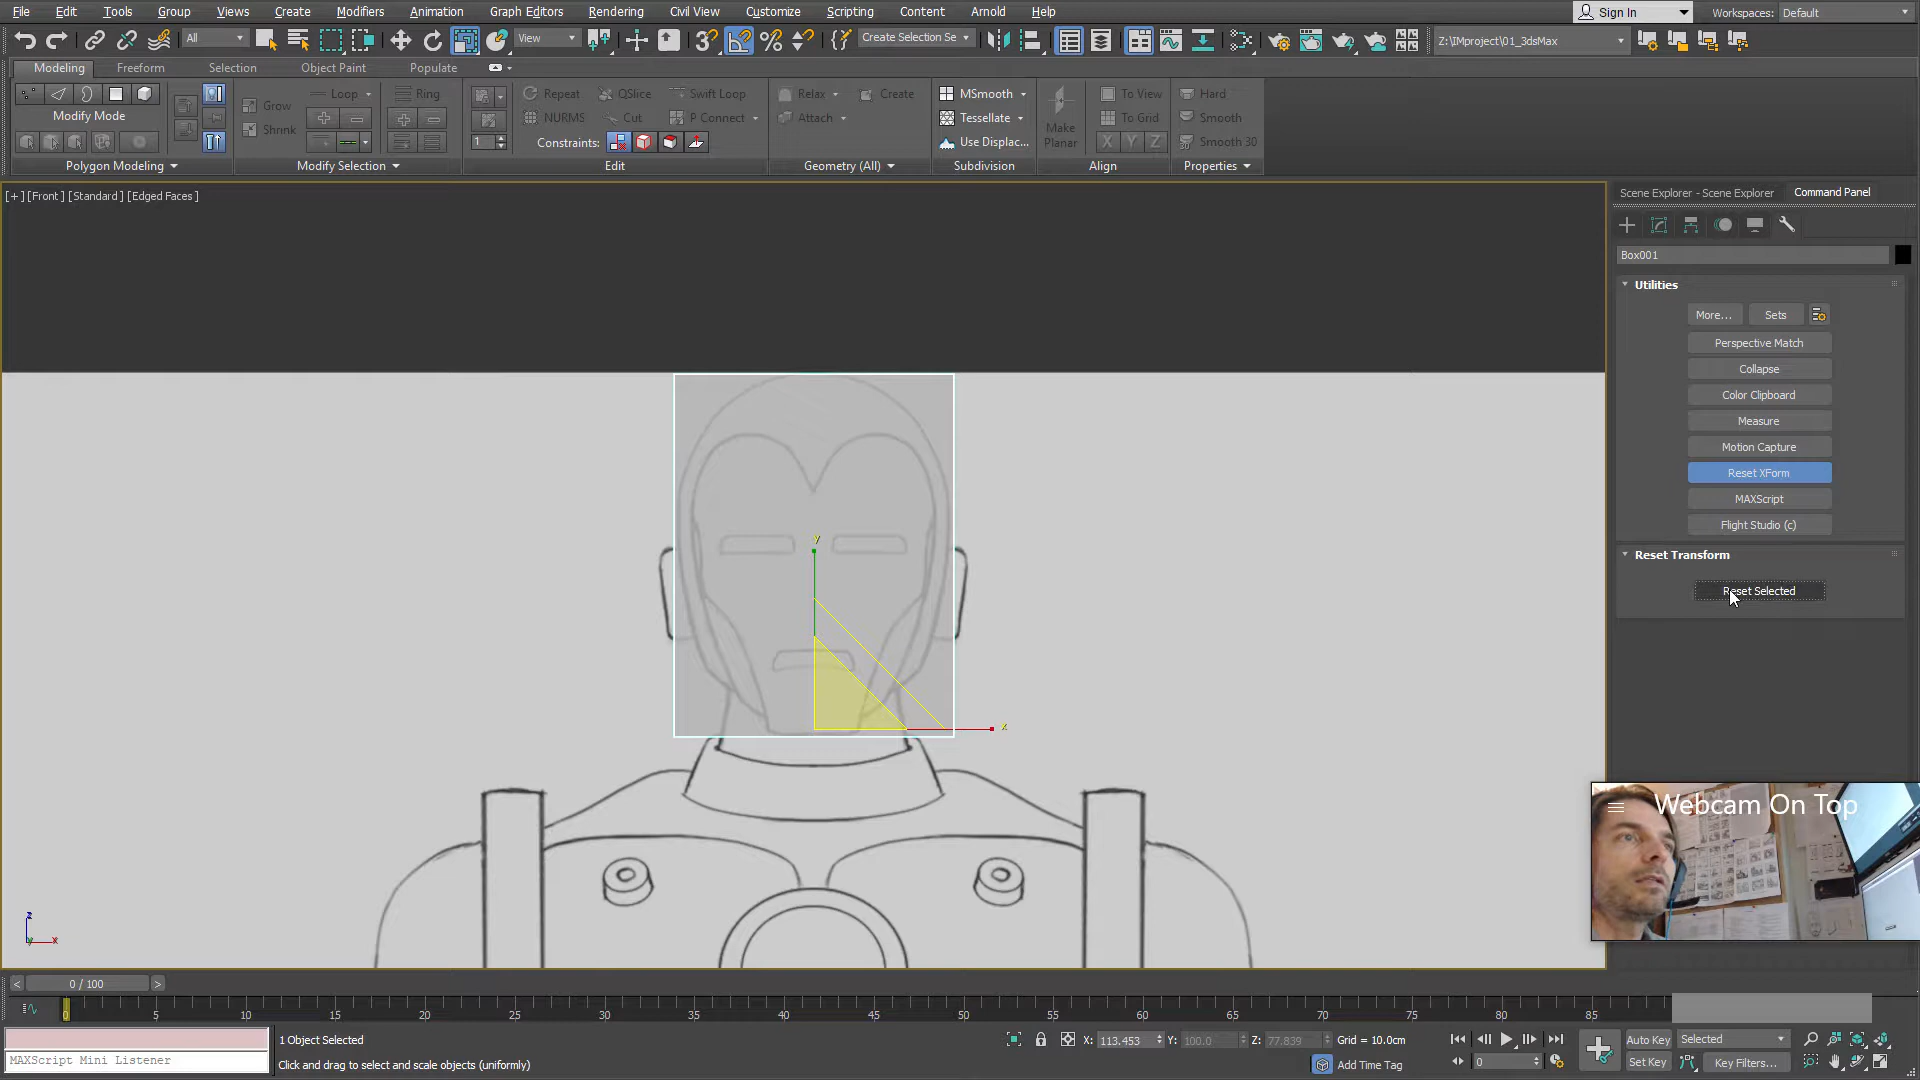 File Edit Tools Group Views Create Modifiers Animation Graph Editors Rendering Civil View Customize Scripting Content Arnold Help Sign In Workspaces: Default
All View Create Selection Se Z:\IMproject\01_3dsMax
Modeling Freeform Selection Object Paint Populate
Modify Mode
Polygon Modeling
Grow
Shrink
Loop Ring
Modify Selection
1
Repeat QSlice Swift Loop
NURMS Cut P Connect
Constraints:
Edit
Relax Create
Attach
Geometry (All)
MSmooth
Tessellate
Use Displac...
Subdivision
Make Planar
To View
To Grid
X Y Z
Align
Hard
Smooth
Smooth 30
Properties
[+] [Front] [Standard] [Edged Faces]
y
x
z
y
x
Scene Explorer - Scene Explorer Command Panel
Box001
Utilities
More... Sets
Perspective Match
Collapse
Color Clipboard
Measure
Motion Capture
Reset XForm
MAXScript
Flight Studio (c)
Reset Transform
Reset Selected
Webcam On Top
< 0 / 100 >
0 5 10 15 20 25 30 35 40 45 50 55 60 65 70 75 80 85
1 Object Selected X: 113.453 Y: 100.0 Z: 77.839 Grid = 10.0cm Auto Key Selected
MAXScript Mini Listener Click and drag to select and scale objects (uniformly) Add Time Tag 0 Set Key Key Filters...